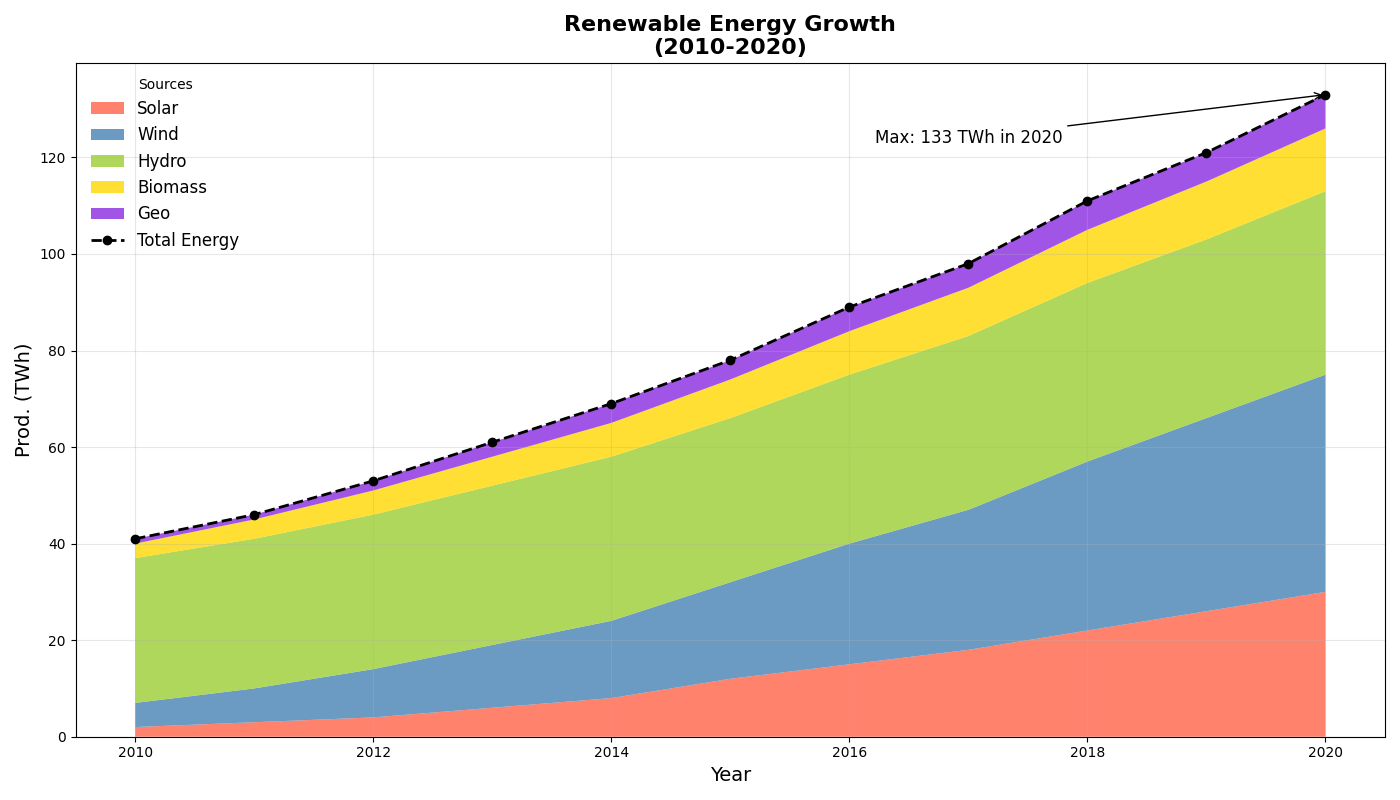 Renewable Energy Growth
(2010-2020)
Sources
Solar
Wind
Hydro
Biomass
Geo
Total Energy
Max: 133 TWh in 2020
Prod. (TWh)
120
100
80
60
40
20
0
2010 2012 2014 2016 2018 2020
Year